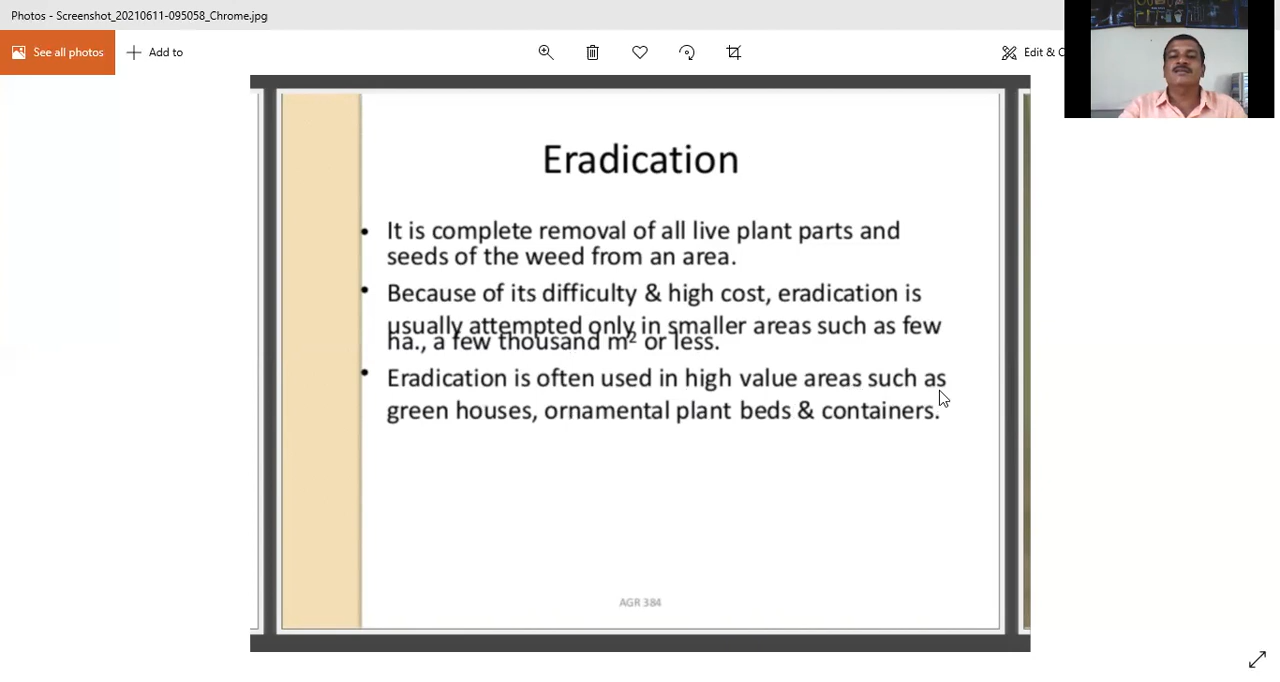 Photos - Screenshot_20210611-095058_Chrome.jpg
See all photos
Add to
Edit & C
Eradication
• It is complete removal of all live plant parts and
seeds of the weed from an area.
• Because of its difficulty & high cost, eradication is
usually attempted only in smaller areas such as few
ha., a few thousand m² or less.
• Eradication is often used in high value areas such as
green houses, ornamental plant beds & containers.
AGR 384